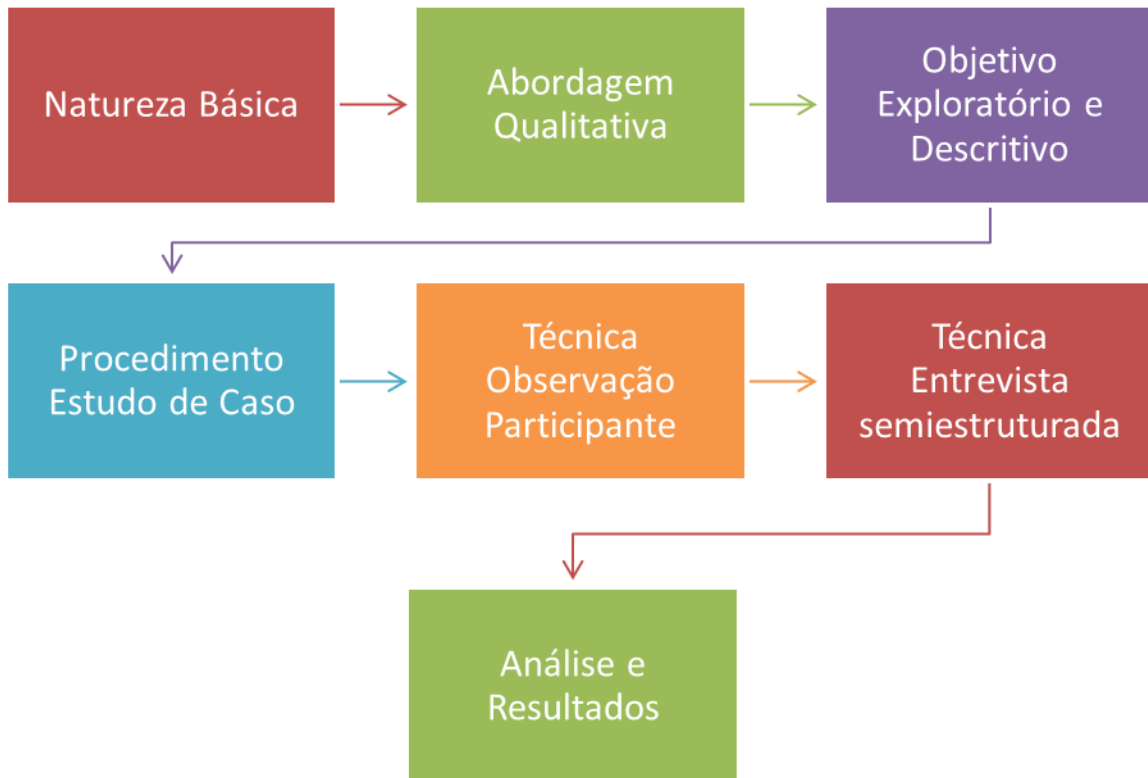 Natureza Básica
Abordagem
Qualitativa
Objetivo
Exploratório e
Descritivo
Procedimento
Estudo de Caso
Técnica
Observação
Participante
Técnica
Entrevista
semiestruturada
Análise e
Resultados